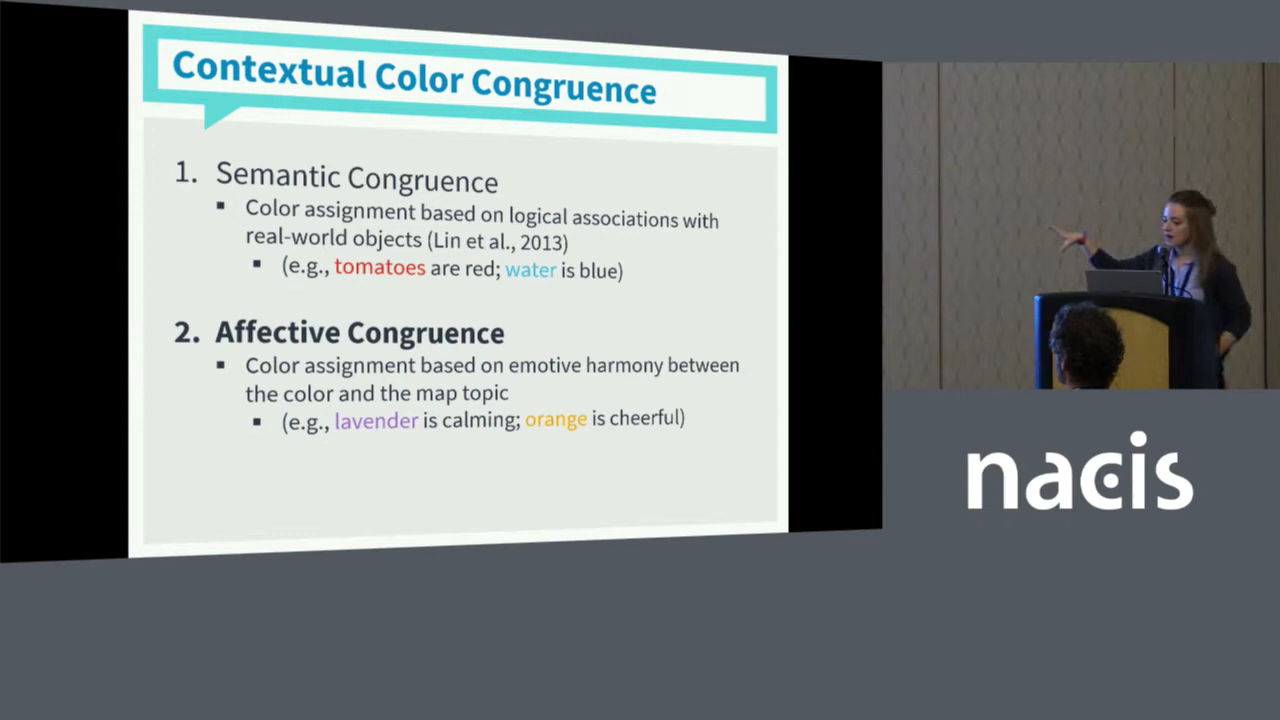 Contextual Color Congruence
1. Semantic Congruence
▪ Color assignment based on logical associations with
real-world objects (Lin et al., 2013)
▪ (e.g., tomatoes are red; water is blue)
2. Affective Congruence
▪ Color assignment based on emotive harmony between
the color and the map topic
▪ (e.g., lavender is calming; orange is cheerful)
nacis